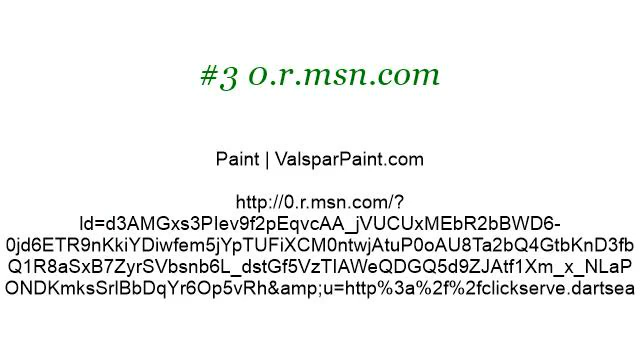 #3 0.r.msn.com
Paint | ValsparPaint.com
http://0.r.msn.com/?
ld=d3AMGxs3PIev9f2pEqvcAA_jVUCUxMEbR2bBWD6-
0jd6ETR9nKkiYDiwfem5jYpTUFiXCM0ntwjAtuP0oAU8Ta2bQ4GtbKnD3fb
Q1R8aSxB7ZyrSVbsnb6L_dstGf5VzTIAWeQDGQ5d9ZJAtf1Xm_x_NLaP
ONDKmksSrIBbDqYr6Op5vRh&amp;u=http%3a%2f%2fclickserve.dartsea